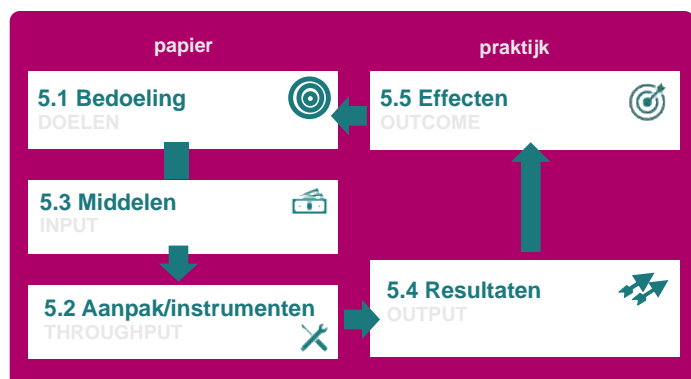 papier
praktijk
5.1 Bedoeling
DOELEN
5.5 Effecten
OUTCOME
5.3 Middelen
INPUT
5.2 Aanpak/instrumenten
THROUGHPUT
5.4 Resultaten
OUTPUT